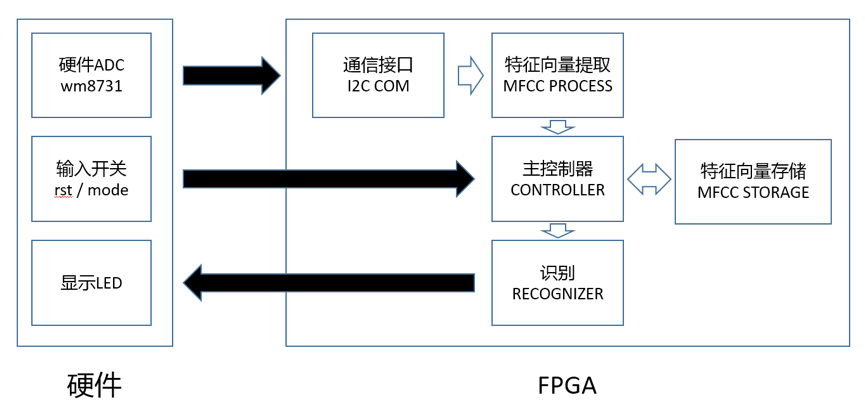 硬件ADC
wm8731
输入开关
rst / mode
显示LED
硬件
通信接口
I2C COM
特征向量提取
MFCC PROCESS
主控制器
CONTROLLER
特征向量存储
MFCC STORAGE
识别
RECOGNIZER
FPGA